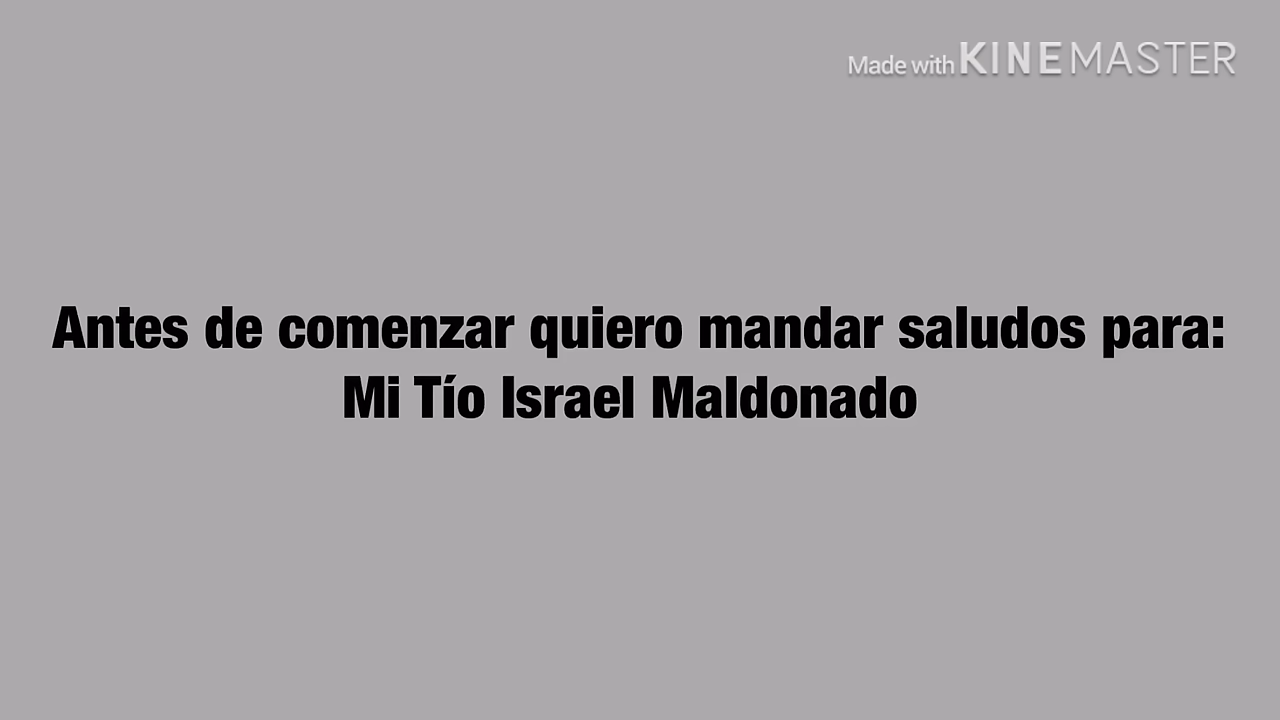 Made with KINEMASTER
Antes de comenzar quiero mandar saludos para:
Mi Tío Israel Maldonado